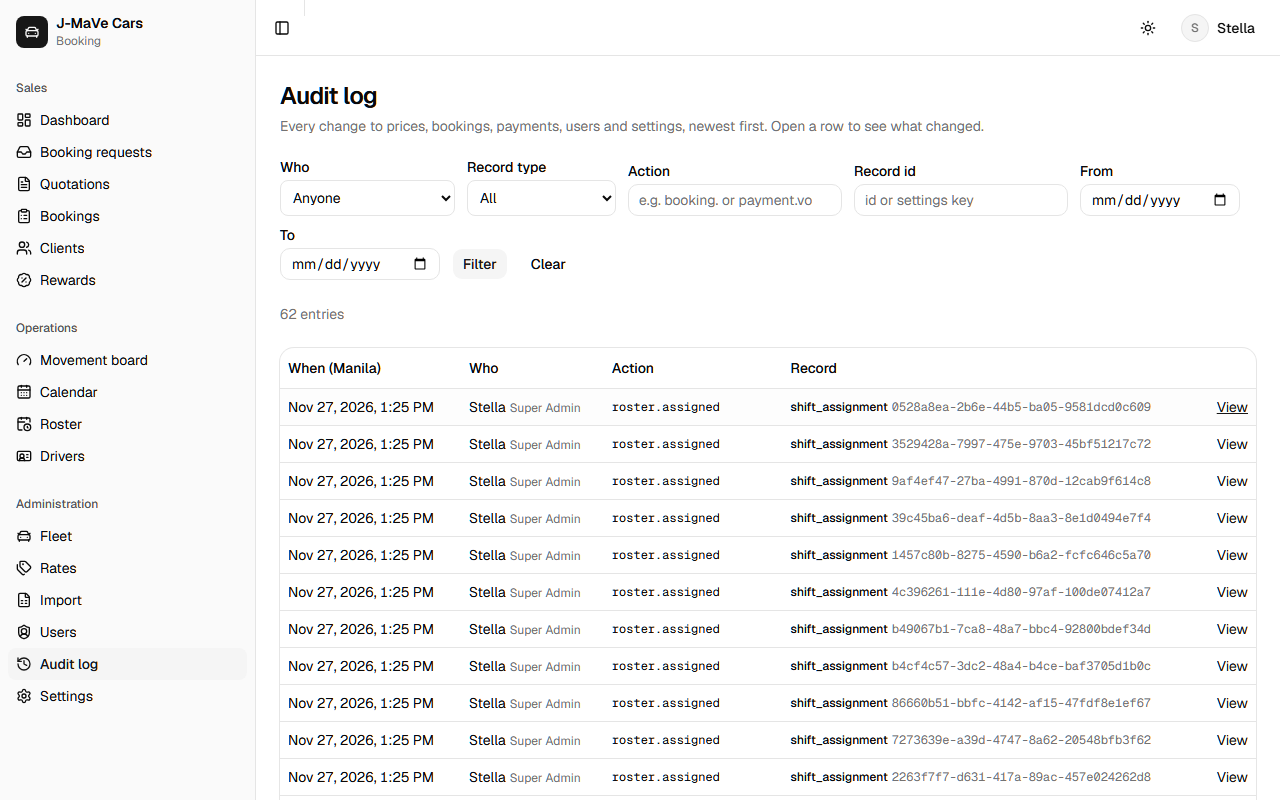 J-MaVe Cars
Booking
Sales
Dashboard
Booking requests
Quotations
Bookings
Clients
Rewards
Operations
Movement board
Calendar
Roster
Drivers
Administration
Fleet
Rates
Import
Users
Audit log
Settings
S Stella
Audit log
Every change to prices, bookings, payments, users and settings, newest first. Open a row to see what changed.
Who Record type Action Record id From
Anyone All e.g. booking. or payment.vo id or settings key mm/dd/yyyy
To
mm/dd/yyyy Filter Clear
62 entries
When (Manila) Who Action Record
Nov 27, 2026, 1:25 PM Stella Super Admin roster.assigned shift_assignment 0528a8ea-2b6e-44b5-ba05-9581dcd0c609 View
Nov 27, 2026, 1:25 PM Stella Super Admin roster.assigned shift_assignment 3529428a-7997-475e-9703-45bf51217c72 View
Nov 27, 2026, 1:25 PM Stella Super Admin roster.assigned shift_assignment 9af4ef47-27ba-4991-870d-12cab9f614c8 View
Nov 27, 2026, 1:25 PM Stella Super Admin roster.assigned shift_assignment 39c45ba6-deaf-4d5b-8aa3-8e1d0494e7f4 View
Nov 27, 2026, 1:25 PM Stella Super Admin roster.assigned shift_assignment 1457c80b-8275-4590-b6a2-fcfc646c5a70 View
Nov 27, 2026, 1:25 PM Stella Super Admin roster.assigned shift_assignment 4c396261-111e-4d80-97af-100de07412a7 View
Nov 27, 2026, 1:25 PM Stella Super Admin roster.assigned shift_assignment b49067b1-7ca8-48a7-bbc4-92800bdef34d View
Nov 27, 2026, 1:25 PM Stella Super Admin roster.assigned shift_assignment b4cf4c57-3dc2-48a4-b4ce-baf3705d1b0c View
Nov 27, 2026, 1:25 PM Stella Super Admin roster.assigned shift_assignment 86660b51-bbfc-4142-af15-47fdf8e1ef67 View
Nov 27, 2026, 1:25 PM Stella Super Admin roster.assigned shift_assignment 7273639e-a39d-4747-8a62-20548bfb3f62 View
Nov 27, 2026, 1:25 PM Stella Super Admin roster.assigned shift_assignment 2263f7f7-d631-417a-89ac-457e024262d8 View